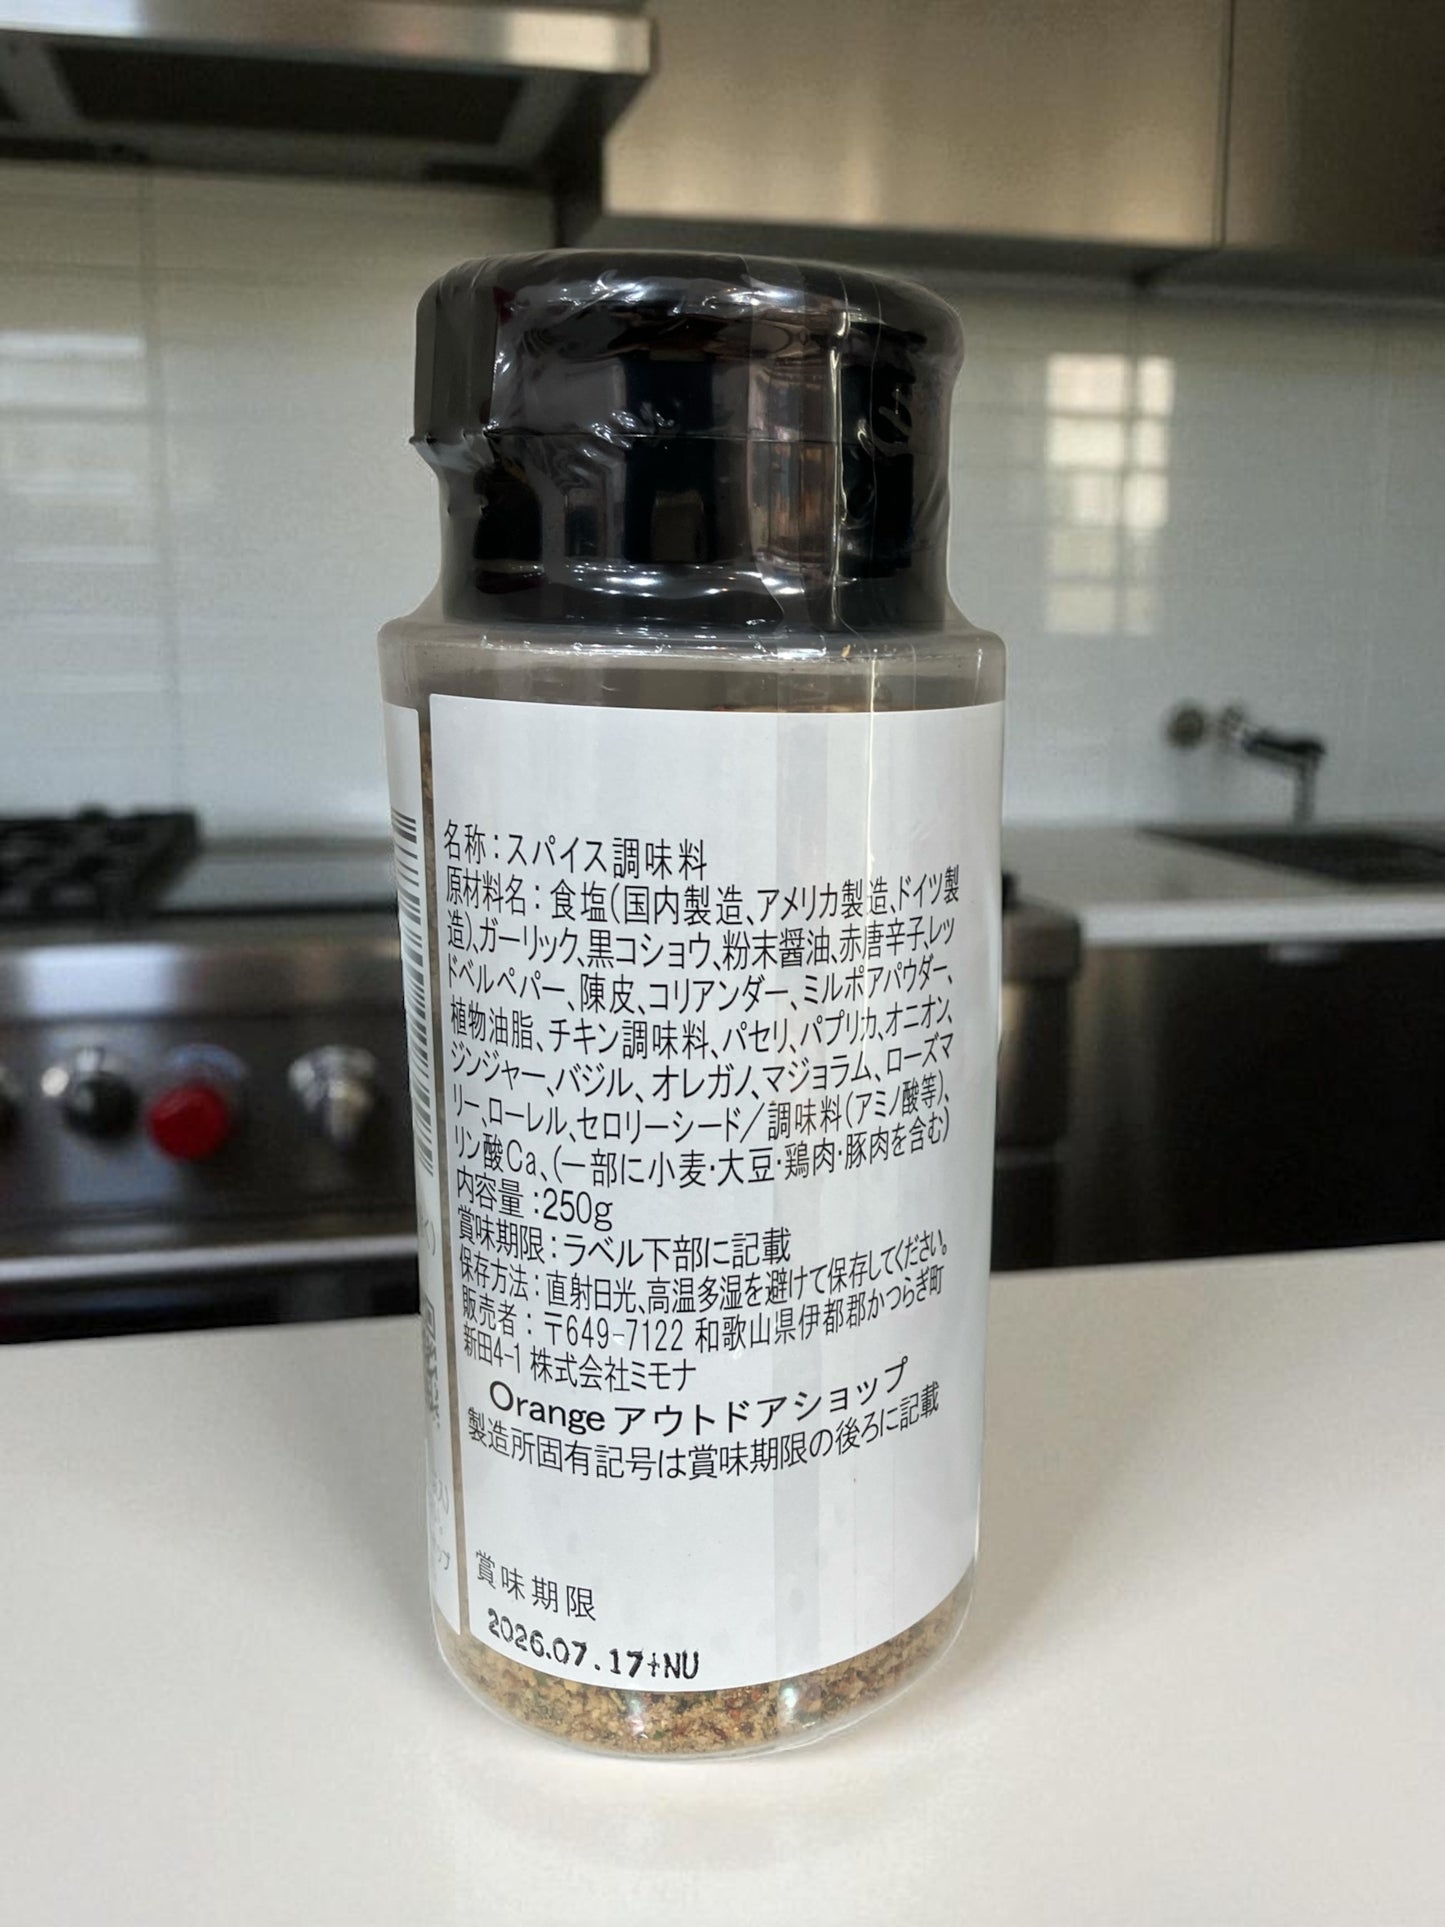 名称:スパイス調味料
原材料名:食塩(国内製造、アメリカ製造、ドイツ製
造)、ガーリック、黒コショウ、粉末醤油、赤唐辛子、レッ
ドベルペパー、陳皮、コリアンダー、ミルポアパウダー、
植物油脂、チキン調味料、パセリ、パプリカ、オニオン、
ジンジャー、バジル、オレガノ、マジョラム、ローズマ
リー、ローレル、セロリーシード/調味料(アミノ酸等)、
リン酸Ca、(一部に小麦・大豆・鶏肉・豚肉を含む)
内容量:250g
賞味期限:ラベル下部に記載
保存方法:直射日光、高温多湿を避けて保存してください。
販売者:〒649-7122 和歌山県伊都郡かつらぎ町
新田4-1 株式会社ミモナ
Orange アウトドアショップ
製造所固有記号は賞味期限の後ろに記載
賞味期限
2026.07.17+NU